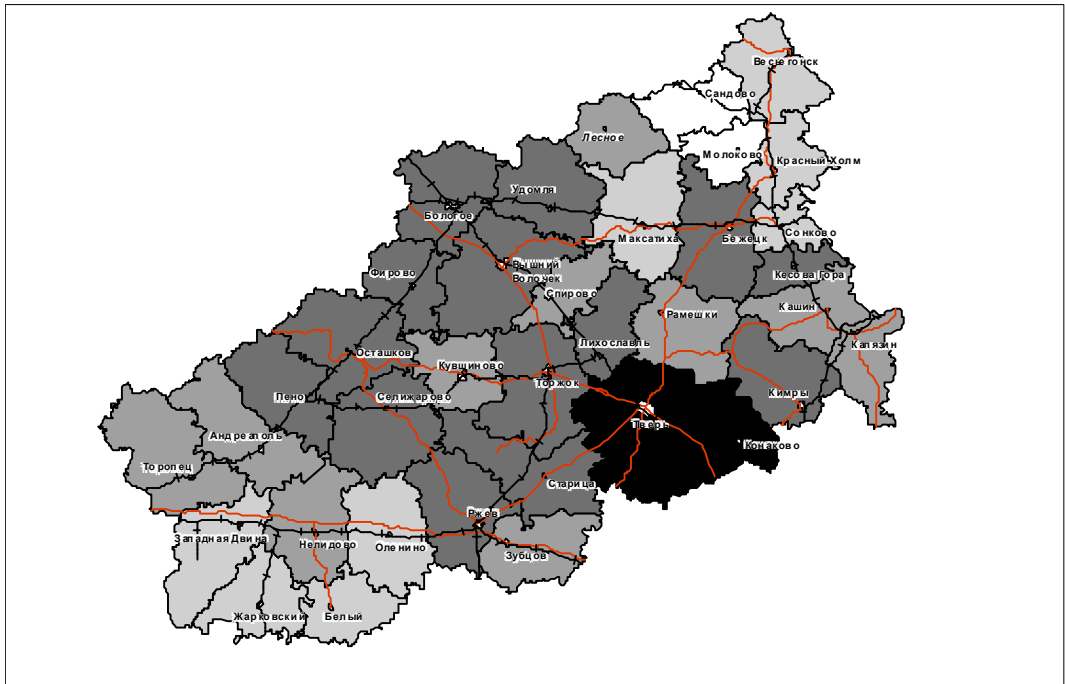 Весьегонск
Сандово
Лесное
Молоково
Красный Холм
Удомля
Бологое
Максатиха
Бежецк
Сонково
Вышний
Волочек
Фирово
Спирово
Кесова Гора
Кашин
Рамешки
Лихославль
Калязин
Осташков
Кувшиново
Торжок
Пено
Селижарово
Кимры
Тверь
Андреаполь
Конаково
Торопец
Старица
Ржев
Западная Двина
Нелидово
Оленино
Зубцов
Жарковский
Белый